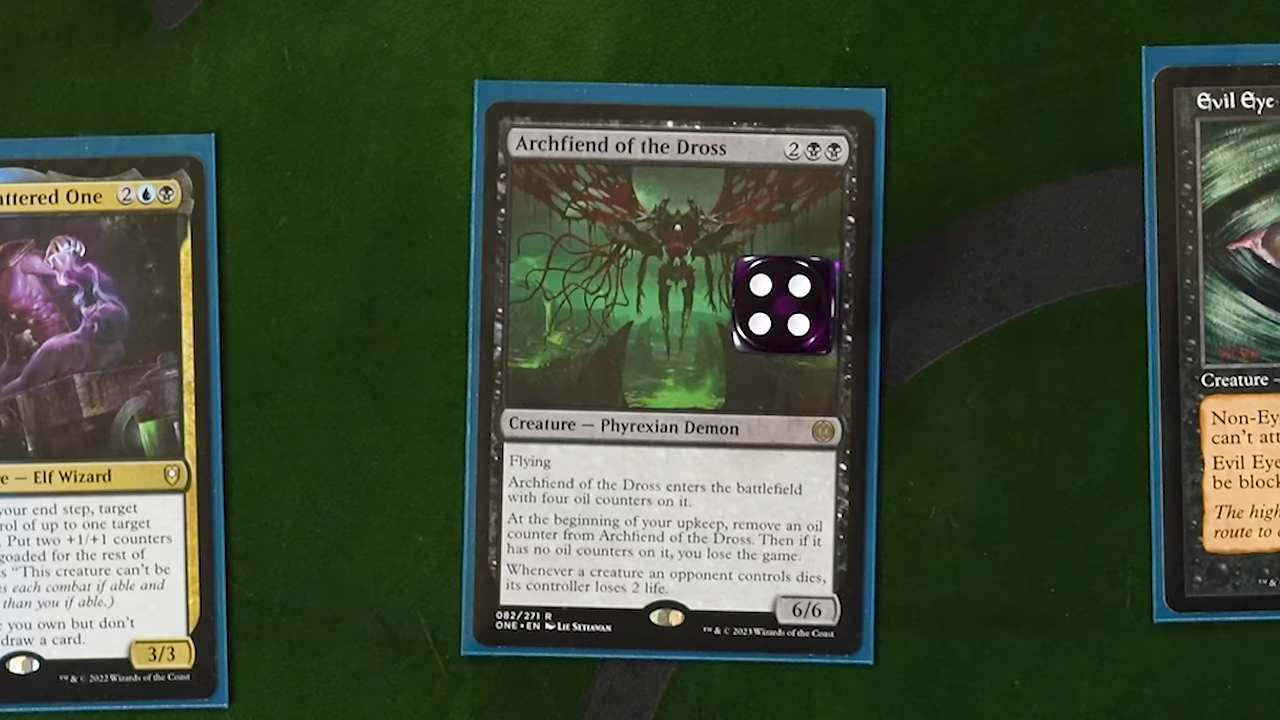 attered One 2
e — Elf Wizard
your end step, target
rol of up to one target
. Put two +1/+1 counters
goaded for the rest of
s "This creature can't be
s each combat if able and
than you if able.)
e you own but don't
draw a card.
3/3
™ & © 2022 Wizards of the Coast
Archfiend of the Dross 2
Creature — Phyrexian Demon
Flying
Archfiend of the Dross enters the battlefield
with four oil counters on it.
At the beginning of your upkeep, remove an oil
counter from Archfiend of the Dross. Then if it
has no oil counters on it, you lose the game.
Whenever a creature an opponent controls dies,
its controller loses 2 life.
6/6
082/271 R
ONE • EN Lie Setiawan
™ & © 2023 Wizards of the Coast
Evil Eye
Creature —
Non-Ey
can't att
Evil Eye
be block
The high
route to